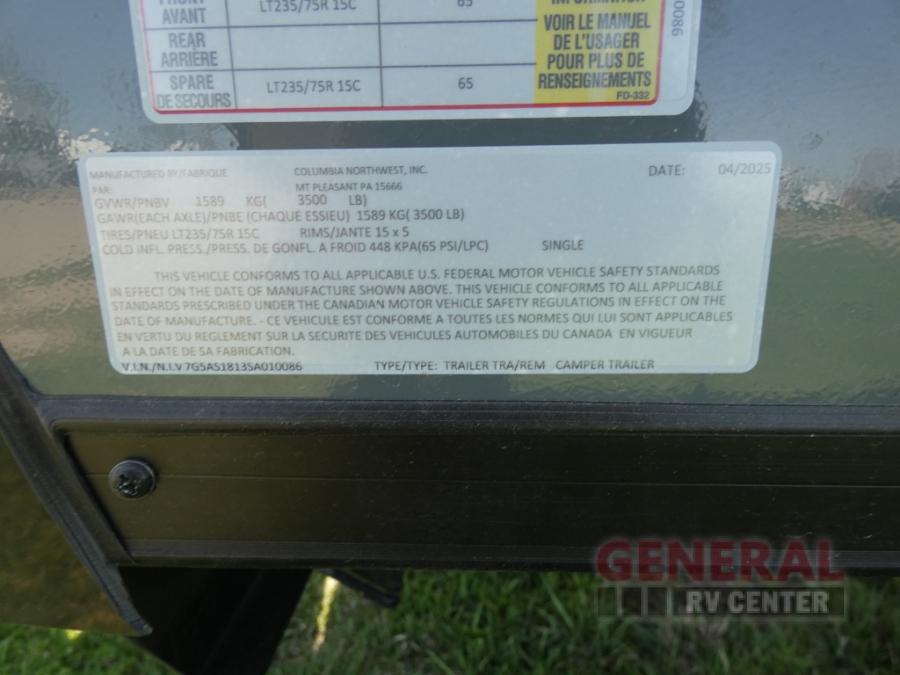 FRONT
AVANT LT235/75R 15C 65
REAR
ARRIÈRE
SPARE
DE SECOURS LT235/75R 15C 65
INFORMATION
VOIR LE MANUEL
DE L'USAGER
POUR PLUS DE
RENSEIGNEMENTS
FD-332
0086
MANUFACTURED BY/FABRIQUE COLUMBIA NORTHWEST, INC. DATE: 04/2025
PAR: MT PLEASANT PA 15666
GVWR/PNBV 1589 KG( 3500 LB)
GAWR(EACH AXLE)/PNBE (CHAQUE ESSIEU) 1589 KG( 3500 LB)
TIRES/PNEU LT235/75R 15C RIMS/JANTE 15 x 5
COLD INFL. PRESS./PRESS. DE GONFL. A FROID 448 KPA(65 PSI/LPC) SINGLE
THIS VEHICLE CONFORMS TO ALL APPLICABLE U.S. FEDERAL MOTOR VEHICLE SAFETY STANDARDS
IN EFFECT ON THE DATE OF MANUFACTURE SHOWN ABOVE. THIS VEHICLE CONFORMS TO ALL APPLICABLE
STANDARDS PRESCRIBED UNDER THE CANADIAN MOTOR VEHICLE SAFETY REGULATIONS IN EFFECT ON THE
DATE OF MANUFACTURE. - CE VEHICULE EST CONFORME A TOUTES LES NORMES QUI LUI SONT APPLICABLES
EN VERTU DU REGLEMENT SUR LA SECURITE DES VEHICULES AUTOMOBILES DU CANADA EN VIGUEUR
A LA DATE DE SA FABRICATION.
V.I.N./N.I.V 7G5AS1813SA010086 TYPE/TYPE: TRAILER TRA/REM CAMPER TRAILER
GENERAL
RV CENTER